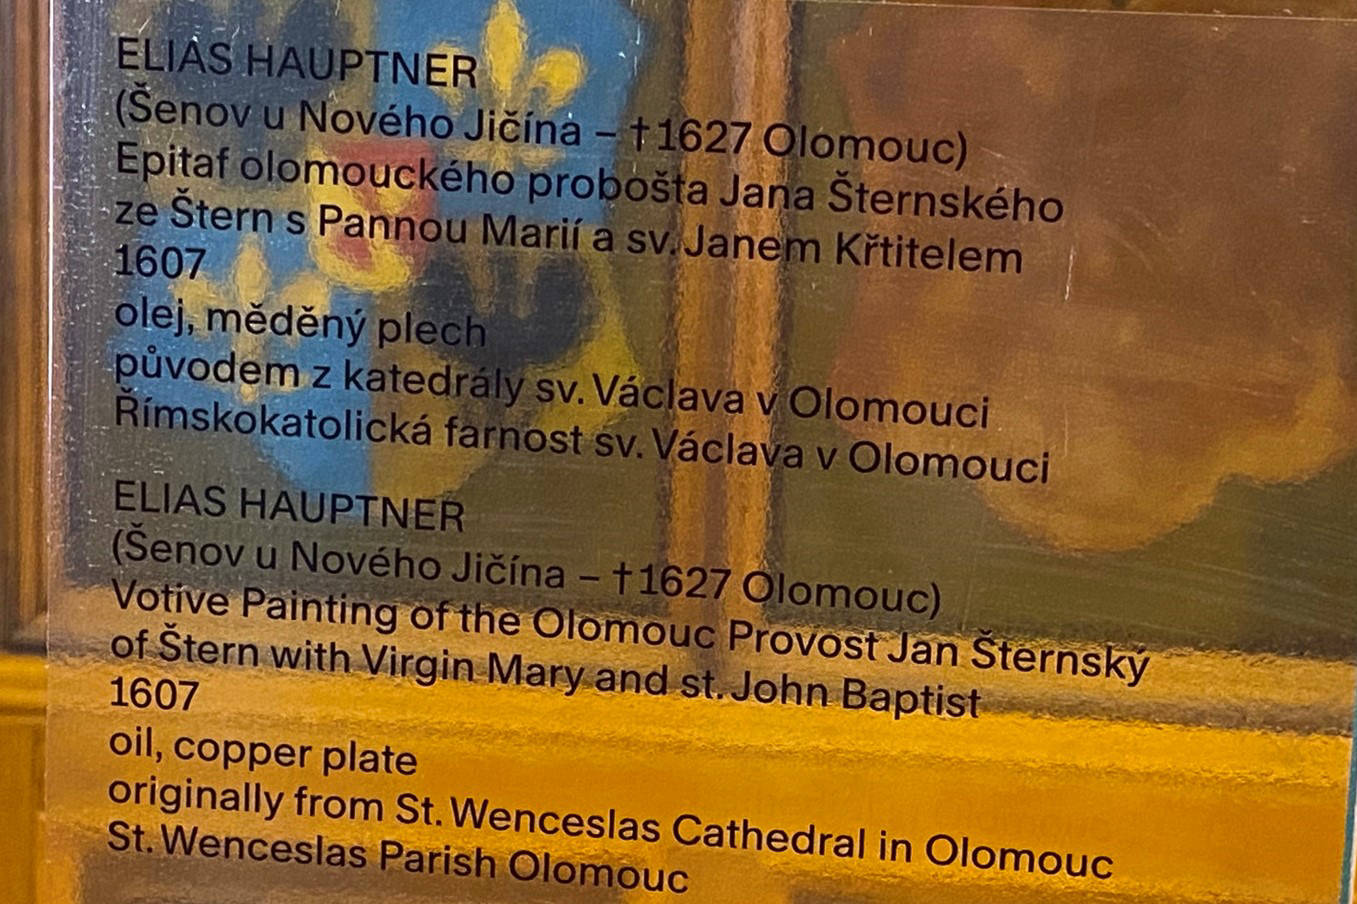 ELIAS HAUPTNER
(Šenov u Nového Jičína – †1627 Olomouc)
Epitaf olomouckého probošta Jana Šternského
ze Štern s Pannou Marií a sv. Janem Křtitelem
1607
olej, měděný plech
původem z katedrály sv. Václava v Olomouci
Římskokatolická farnost sv. Václava v Olomouci
ELIAS HAUPTNER
(Šenov u Nového Jičína – †1627 Olomouc)
Votive Painting of the Olomouc Provost Jan Šternský
of Štern with Virgin Mary and st. John Baptist
1607
oil, copper plate
originally from St. Wenceslas Cathedral in Olomouc
St. Wenceslas Parish Olomouc